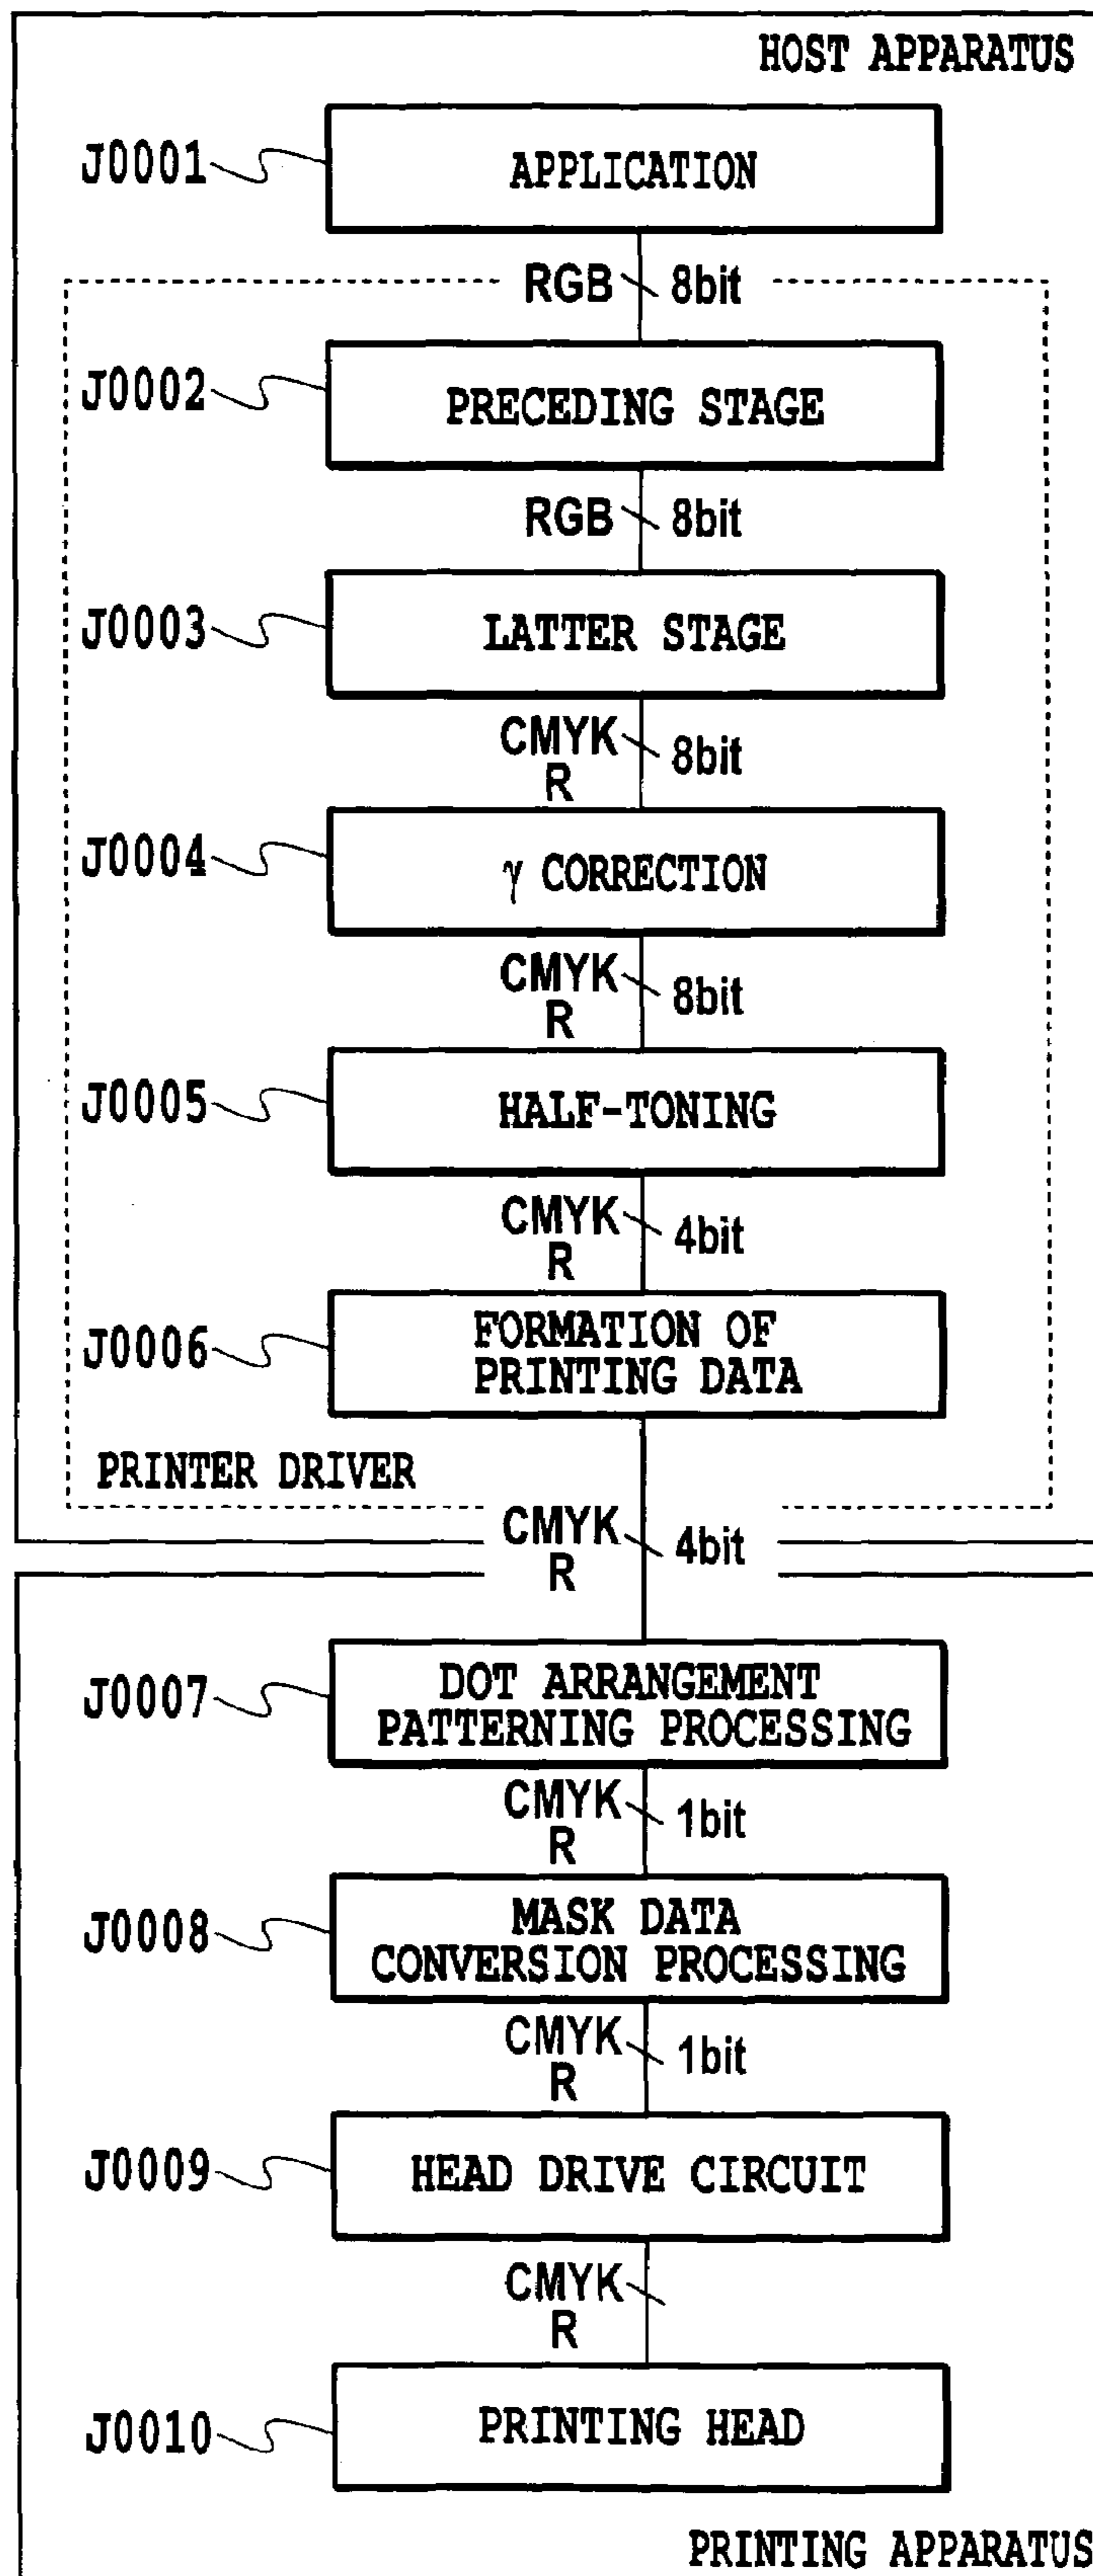 HOST APPARATUS
J0001
APPLICATION
RGB 8bit
J0002
PRECEDING STAGE
RGB 8bit
J0003
LATTER STAGE
CMYK 8bit
R
J0004
γ CORRECTION
CMYK 8bit
R
J0005
HALF-TONING
CMYK 4bit
R
J0006
FORMATION OF
PRINTING DATA
PRINTER DRIVER
CMYK 4bit
R
J0007
DOT ARRANGEMENT
PATTERNING PROCESSING
CMYK 1bit
R
J0008
MASK DATA
CONVERSION PROCESSING
CMYK 1bit
R
J0009
HEAD DRIVE CIRCUIT
CMYK
R
J0010
PRINTING HEAD
PRINTING APPARATUS